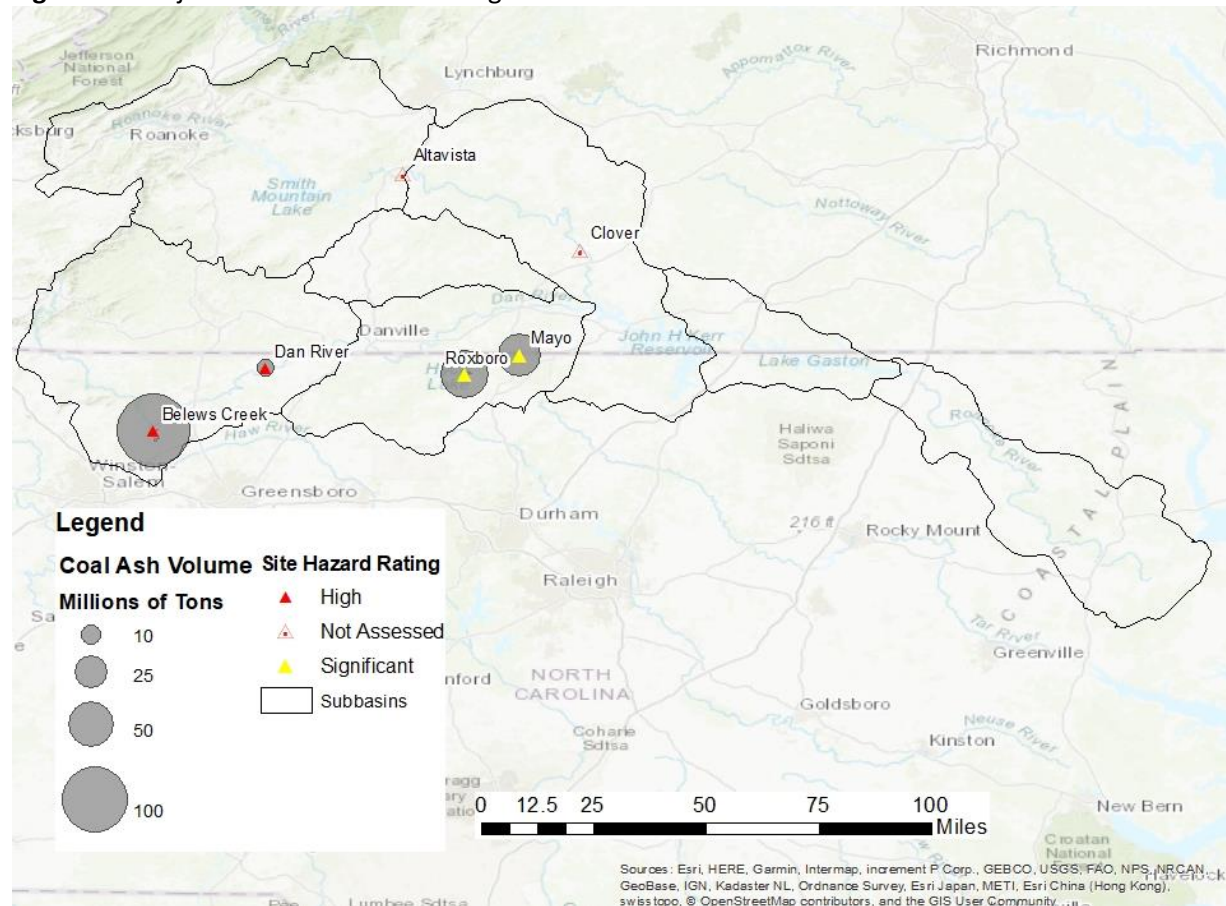 Jefferson
National
Forest
Lynchburg
Appomattox River
Richmond
cksburg
Roanoke River
Roanoke
Altavista
Smith
Mountain
Lake
Nottoway River
Clover
Dan River
Danville
Mayo
John H Kerr
Reservoir
Dan River
Roxboro
Lake Gaston
Belews Creek
Haw River
Winston-
Salem
Greensboro
Haliwa
Saponi
Sdtsa
Roanoke River
COASTAL PLAIN
Durham
216 ft
Rocky Mount
Raleigh
Tar River
Greenville
NORTH
CAROLINA
nford
Goldsboro
Coharie
Sdtsa
Neuse River
Kinston
ragg
New Bern
Croatan
National
Lumbee Sdtsa
Legend
Coal Ash Volume
Millions of Tons
10
25
50
100
Site Hazard Rating
High
Not Assessed
Significant
Subbasins
0 12.5 25 50 75 100
Miles
Sources: Esri, HERE, Garmin, Intermap, increment P Corp., GEBCO, USGS, FAO, NPS, NRCAN,
GeoBase, IGN, Kadaster NL, Ordnance Survey, Esri Japan, METI, Esri China (Hong Kong),
swisstopo, © OpenStreetMap contributors, and the GIS User Community